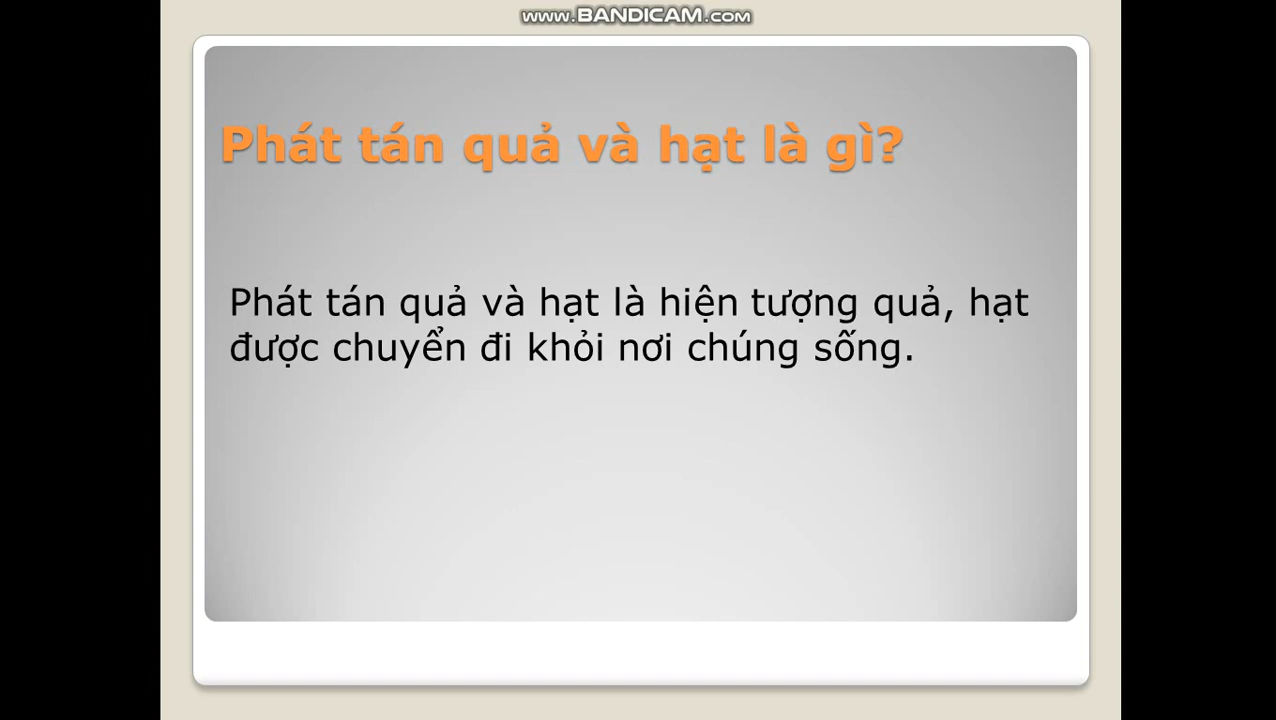 www.BANDICAM.com
Phát tán quả và hạt là gì?
Phát tán quả và hạt là hiện tượng quả, hạt
được chuyển đi khỏi nơi chúng sống.